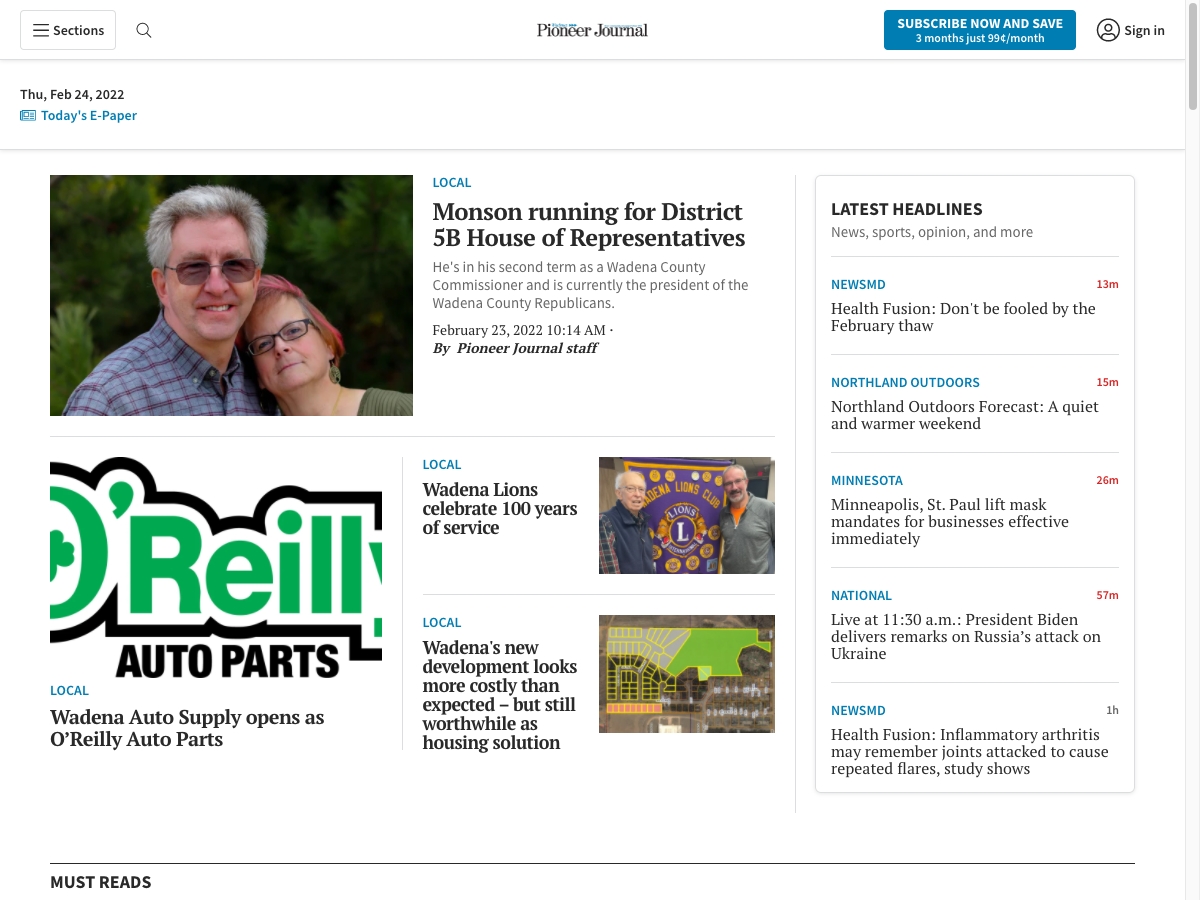 Sections
Pioneer Journal
SUBSCRIBE NOW AND SAVE
3 months just 99¢/month
Sign in
Thu, Feb 24, 2022
Today's E-Paper
LOCAL
Monson running for District
5B House of Representatives
He's in his second term as a Wadena County
Commissioner and is currently the president of the
Wadena County Republicans.
February 23, 2022 10:14 AM ·
By Pioneer Journal staff
O'Reilly
AUTO PARTS
LOCAL
Wadena Auto Supply opens as
O’Reilly Auto Parts
LOCAL
Wadena Lions
celebrate 100 years
of service
WADENA LIONS CLUB
LIONS
L
INTERNATIONAL
LOCAL
Wadena's new
development looks
more costly than
expected – but still
worthwhile as
housing solution
LATEST HEADLINES
News, sports, opinion, and more
NEWSMD 13m
Health Fusion: Don't be fooled by the
February thaw
NORTHLAND OUTDOORS 15m
Northland Outdoors Forecast: A quiet
and warmer weekend
MINNESOTA 26m
Minneapolis, St. Paul lift mask
mandates for businesses effective
immediately
NATIONAL 57m
Live at 11:30 a.m.: President Biden
delivers remarks on Russia’s attack on
Ukraine
NEWSMD 1h
Health Fusion: Inflammatory arthritis
may remember joints attacked to cause
repeated flares, study shows
MUST READS